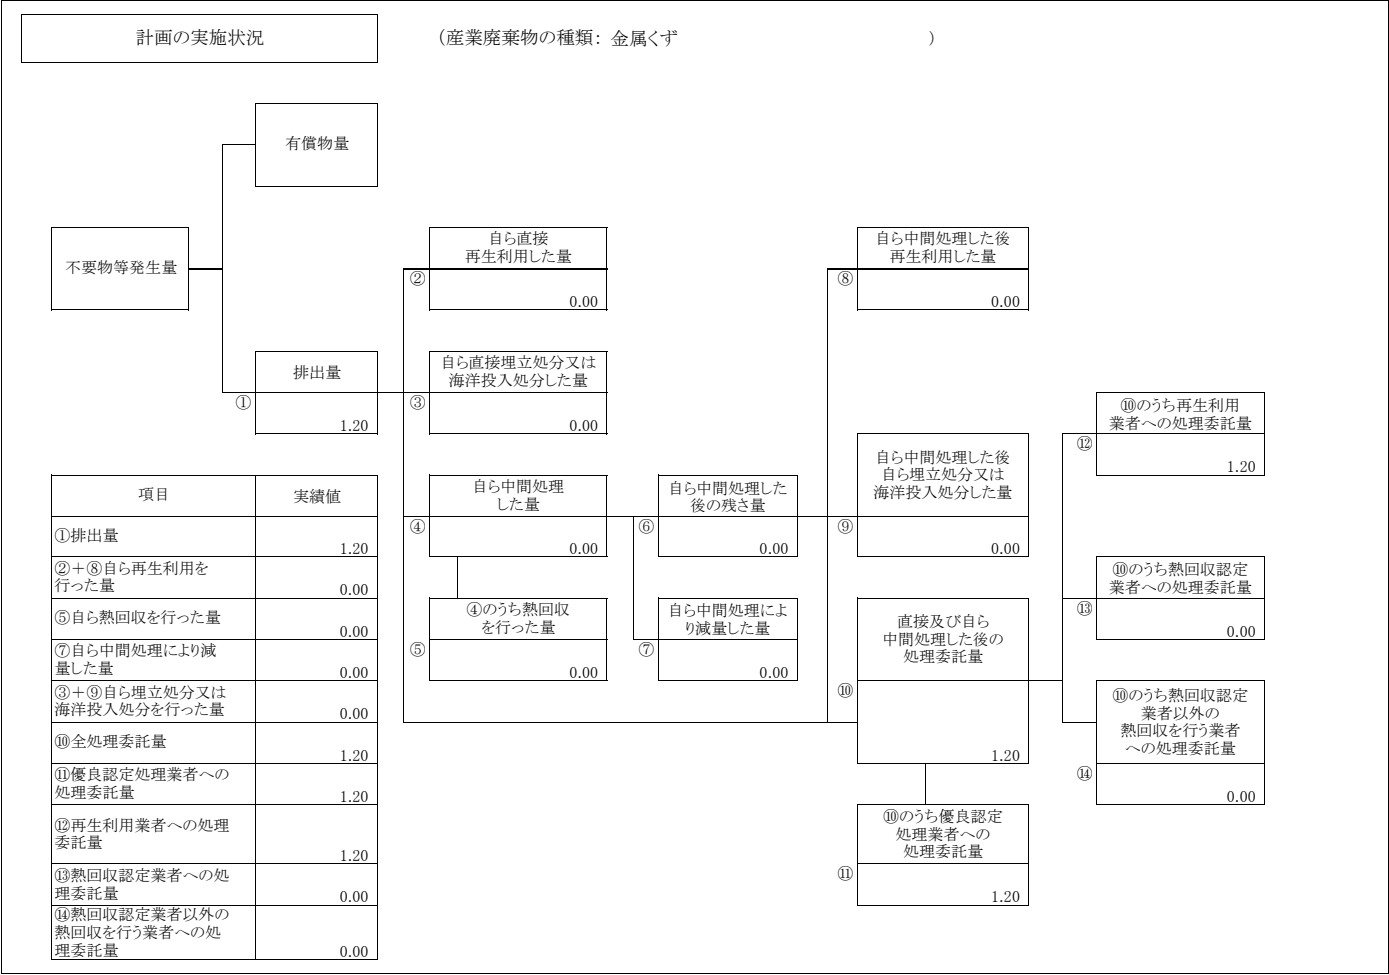 計画の実施状況
（産業廃棄物の種類：金属くず　）
有償物量
不要物等発生量
自ら直接
再生利用した量
②
0.00
自ら中間処理した後
再生利用した量
⑧
0.00
排出量
①
1.20
自ら直接埋立処分又は
海洋投入処分した量
③
0.00
⑩のうち再生利用
業者への処理委託量
⑫
1.20
自ら中間処理
した量
④
0.00
自ら中間処理した
後の残さ量
⑥
0.00
自ら中間処理した後
自ら埋立処分又は
海洋投入処分した量
⑨
0.00
⑩のうち熱回収認定
業者への処理委託量
⑬
0.00
④のうち熱回収
を行った量
⑤
0.00
自ら中間処理によ
り減量した量
⑦
0.00
直接及び自ら
中間処理した後の
処理委託量
⑩
1.20
⑩のうち熱回収認定
業者以外の
熱回収を行う業者
への処理委託量
⑭
0.00
⑩のうち優良認定
処理業者への
処理委託量
⑪
1.20
項目
実績値
①排出量
1.20
②＋⑧自ら再生利用を
行った量
0.00
⑤自ら熱回収を行った量
0.00
⑦自ら中間処理により減
量した量
0.00
③＋⑨自ら埋立処分又は
海洋投入処分を行った量
0.00
⑩全処理委託量
1.20
⑪優良認定処理業者への
処理委託量
1.20
⑫再生利用業者への処理
委託量
1.20
⑬熱回収認定業者への処
理委託量
0.00
⑭熱回収認定業者以外の
熱回収を行う業者への処
理委託量
0.00